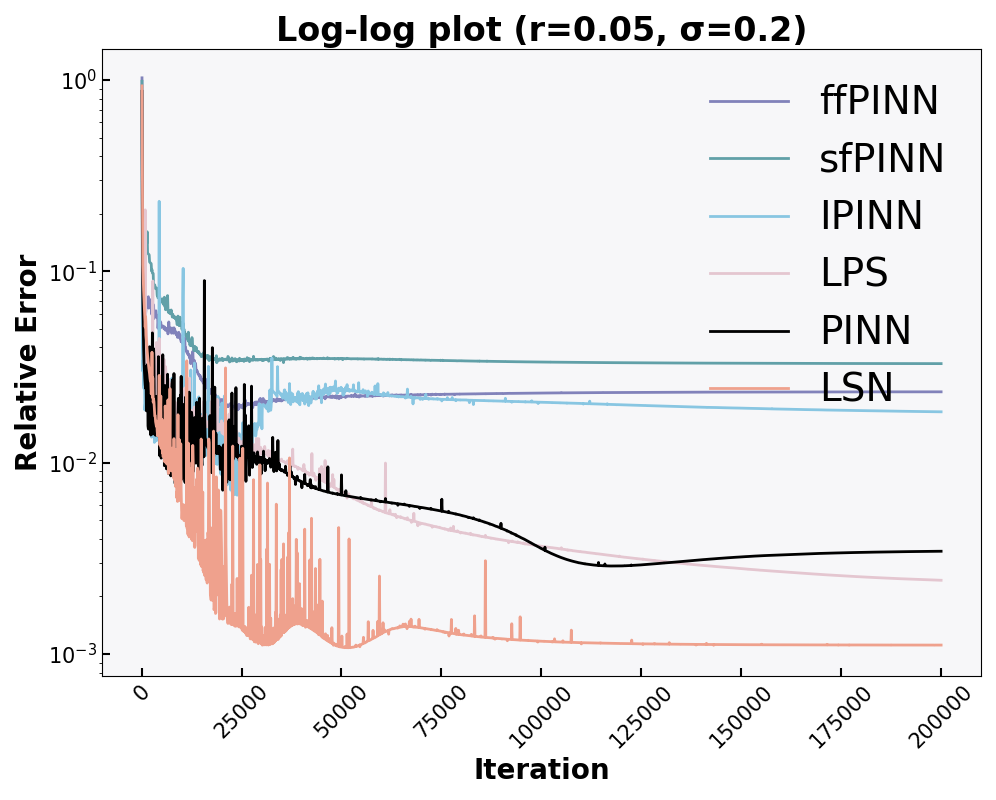 Log-log plot (r=0.05, σ=0.2)
Relative Error
10⁰
10⁻¹
10⁻²
10⁻³
ffPINN
sfPINN
IPINN
LPS
PINN
LSN
0
25000
50000
75000
100000
125000
150000
175000
200000
Iteration